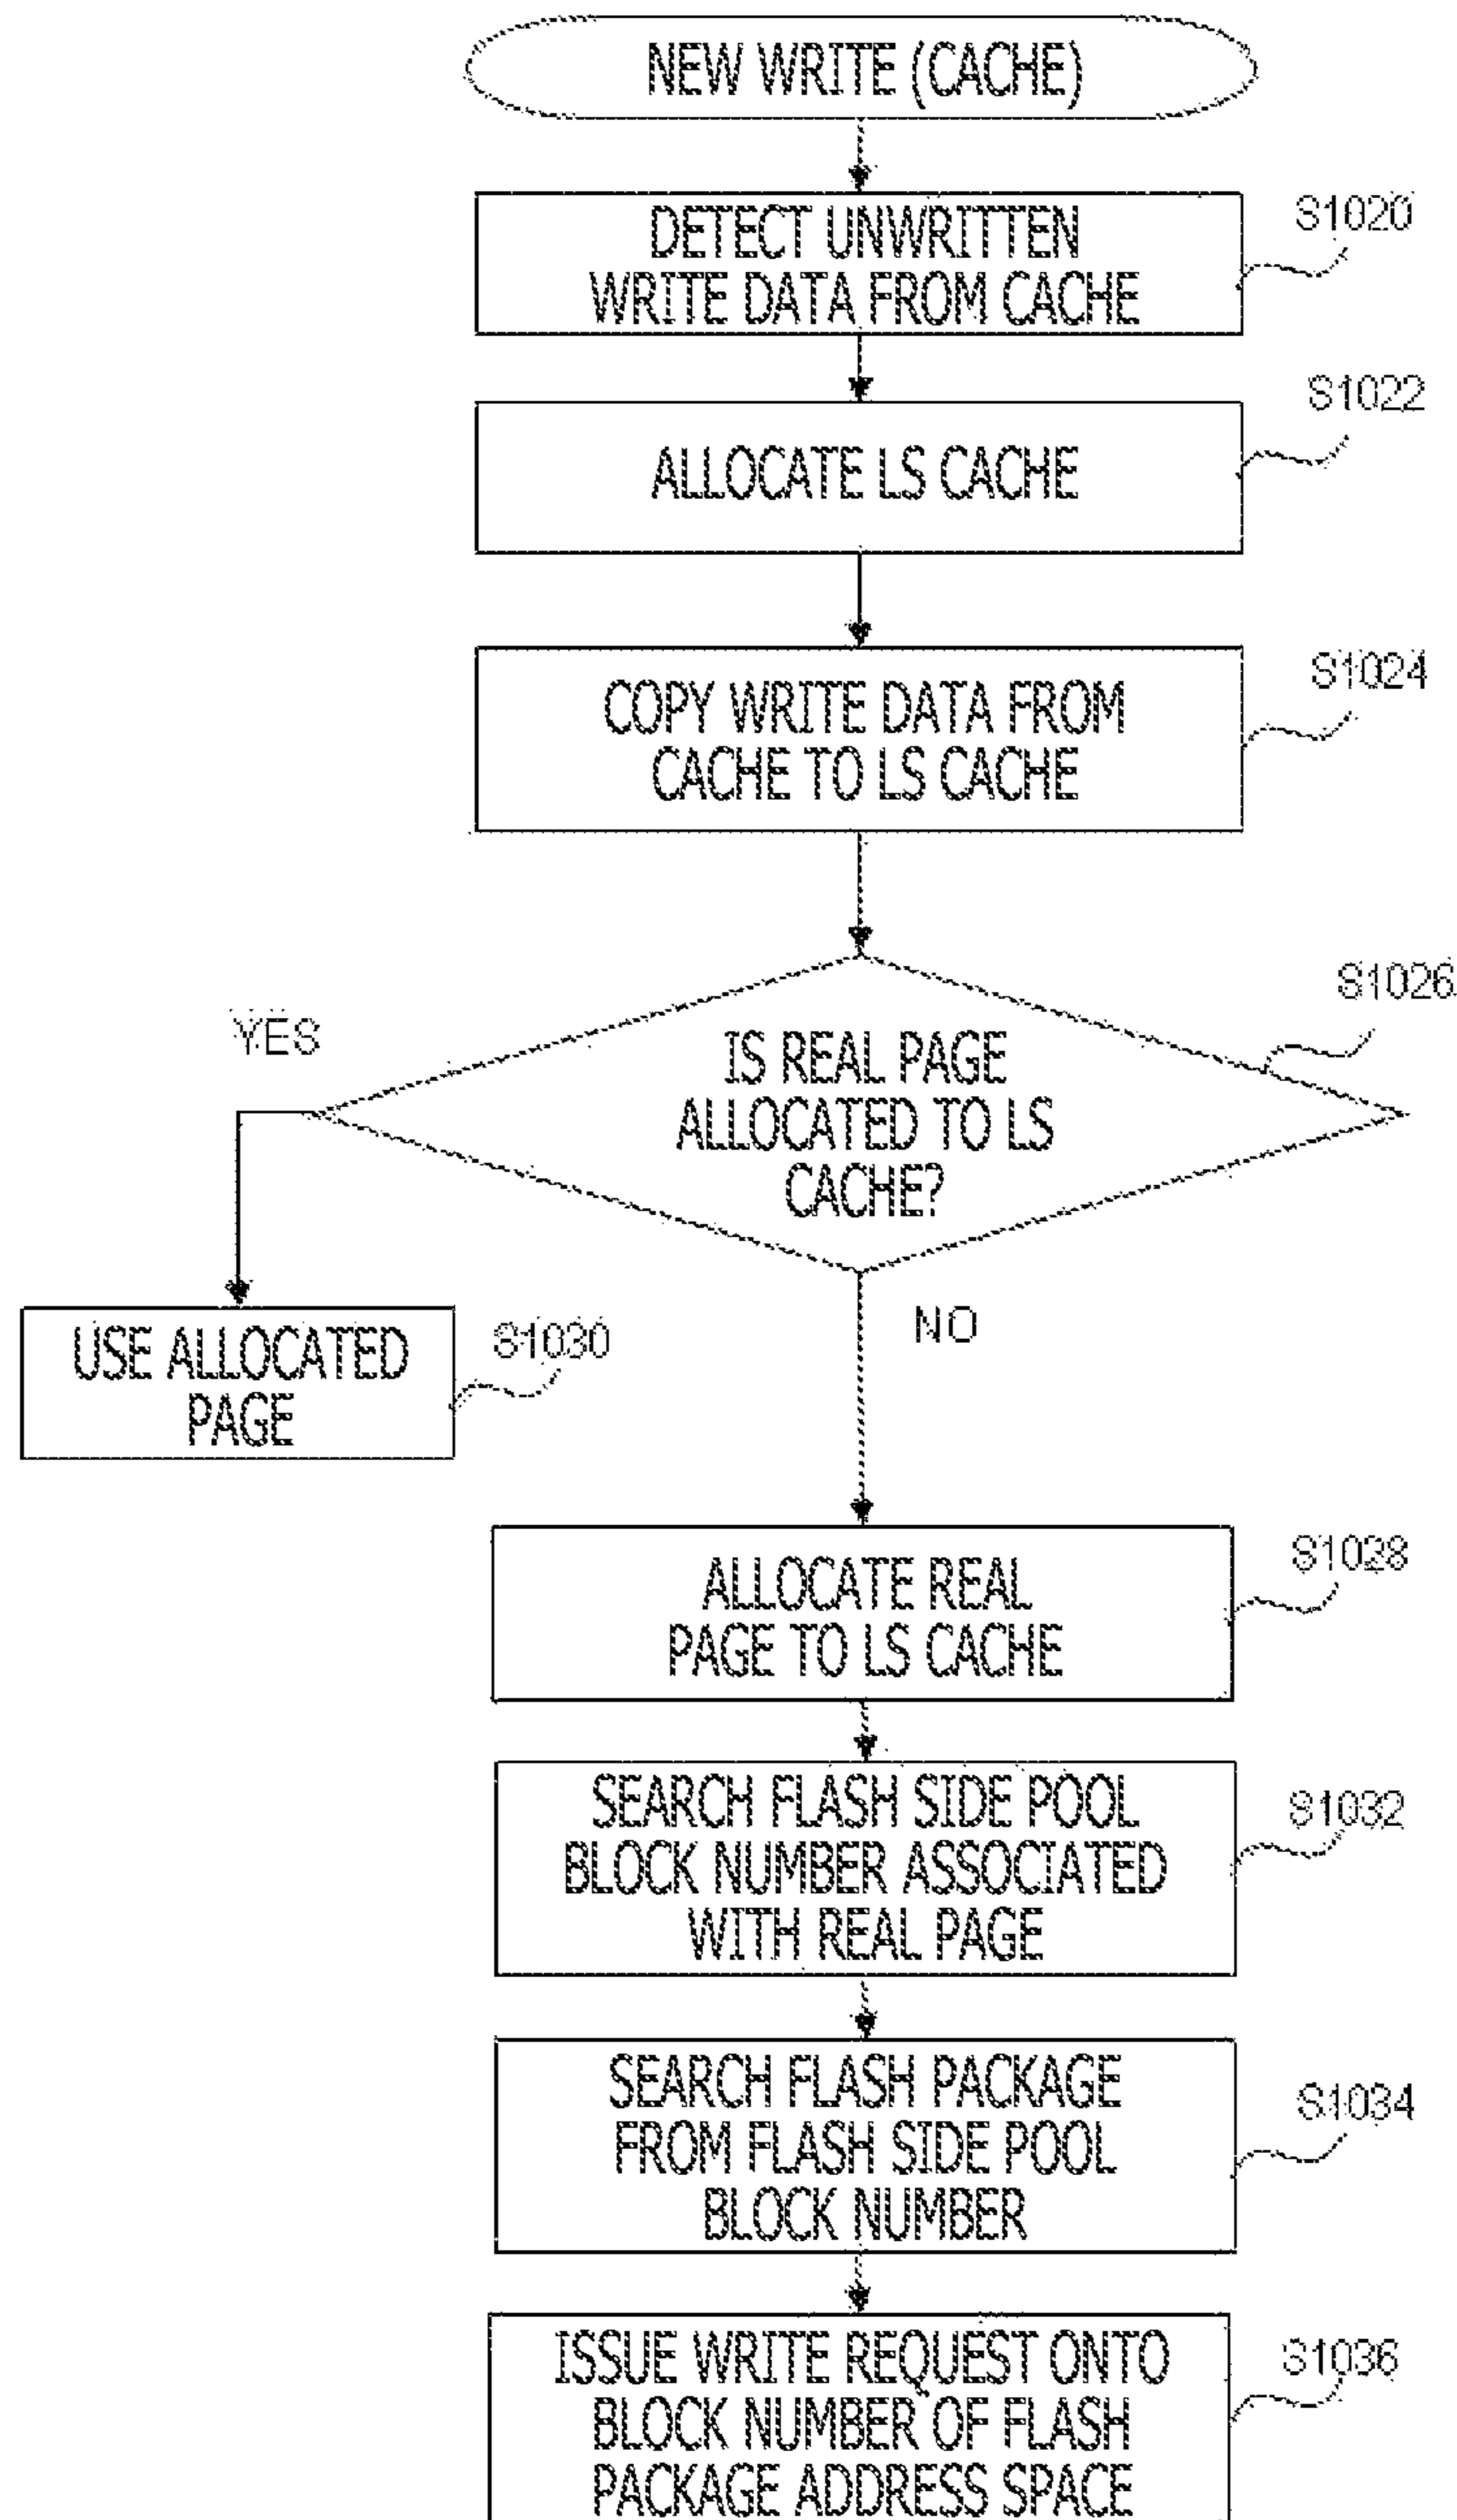 NEW WRITE (CACHE)
DETECT UNWRITTEN
WRITE DATA FROM CACHE
S1020
ALLOCATE LS CACHE
S1022
COPY WRITE DATA FROM
CACHE TO LS CACHE
S1024
IS REAL PAGE
ALLOCATED TO LS
CACHE?
S1026
YES
NO
USE ALLOCATED
PAGE
S1030
ALLOCATE REAL
PAGE TO LS CACHE
S1028
SEARCH FLASH SIDE POOL
BLOCK NUMBER ASSOCIATED
WITH REAL PAGE
S1032
SEARCH FLASH PACKAGE
FROM FLASH SIDE POOL
BLOCK NUMBER
S1034
ISSUE WRITE REQUEST ONTO
BLOCK NUMBER OF FLASH
PACKAGE ADDRESS SPACE
S1036